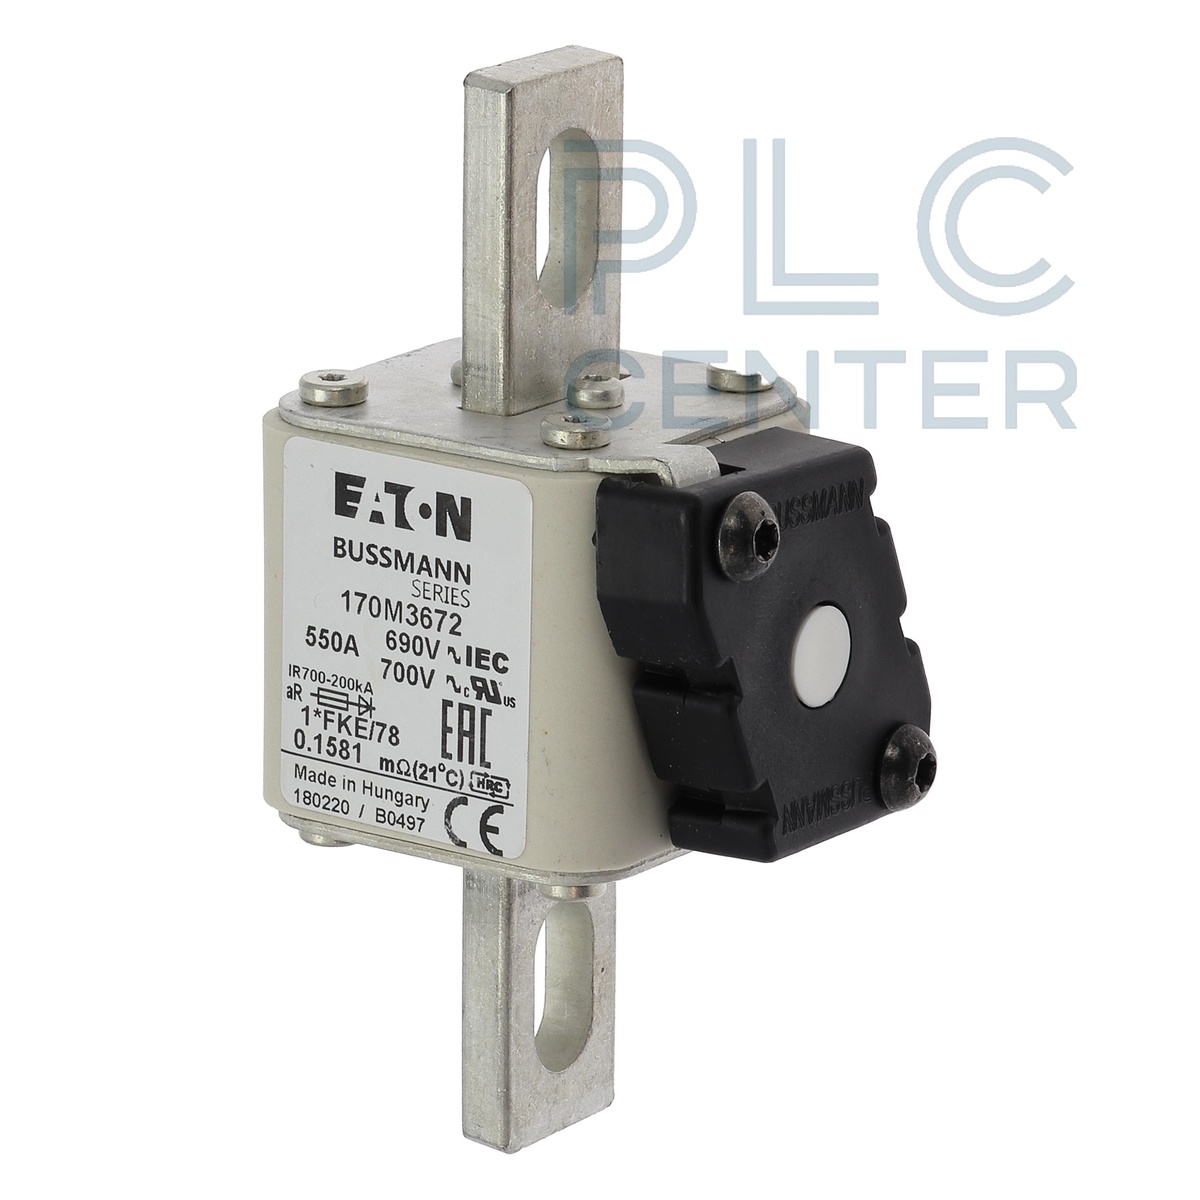 PLC
CENTER
EATON
BUSSMANN
SERIES
170M3672
550A 690V IEC
700V c US
IR700-200kA
aR
1*FKE/78
EAC
0.1581 mΩ(21°C) HRC
Made in Hungary
180220 / B0497
CE
BUSSMANN
BUSSMANN